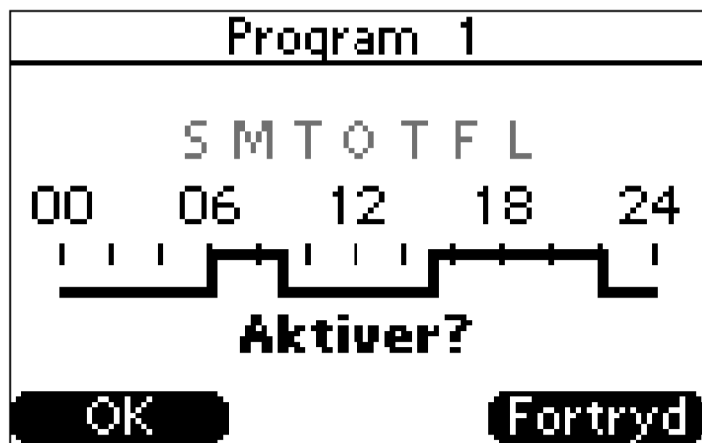 Program 1
S M T O T F L
00 06 12 18 24
Aktiver?
OK Fortryd